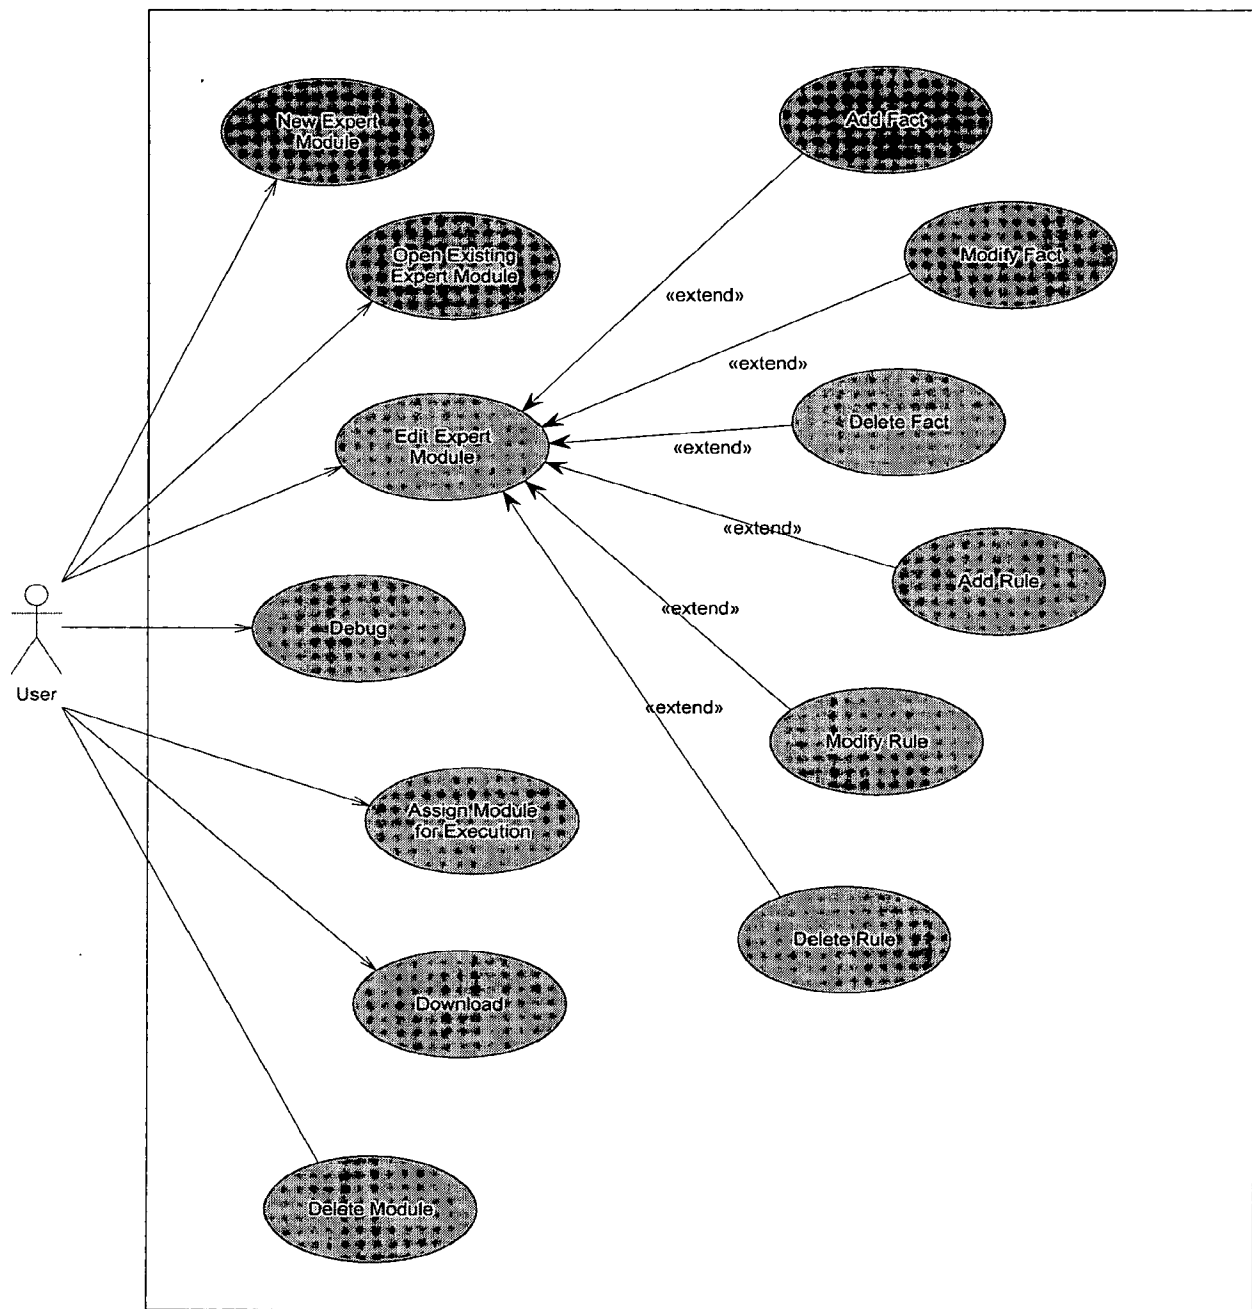 New Expert
Module
Add Fact
Open Existing
Expert Module
Modify Fact
«extend»
«extend»
Edit Expert
Module
Delete Fact
«extend»
«extend»
Add Rule
«extend»
Debug
User
«extend»
Modify Rule
Assign Module
for Execution
Delete Rule
Download
Delete Module